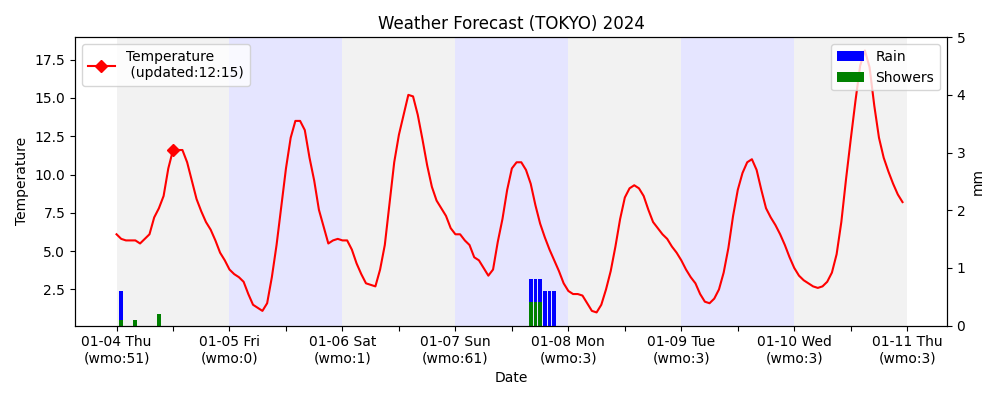 Weather Forecast (TOKYO) 2024
Temperature
(updated:12:15)
Rain
Showers
Temperature
17.5
15.0
12.5
10.0
7.5
5.0
2.5
5
4
3
2
1
0
mm
01-04 Thu
(wmo:51)
01-05 Fri
(wmo:0)
01-06 Sat
(wmo:1)
01-07 Sun
(wmo:61)
01-08 Mon
(wmo:3)
01-09 Tue
(wmo:3)
01-10 Wed
(wmo:3)
01-11 Thu
(wmo:3)
Date